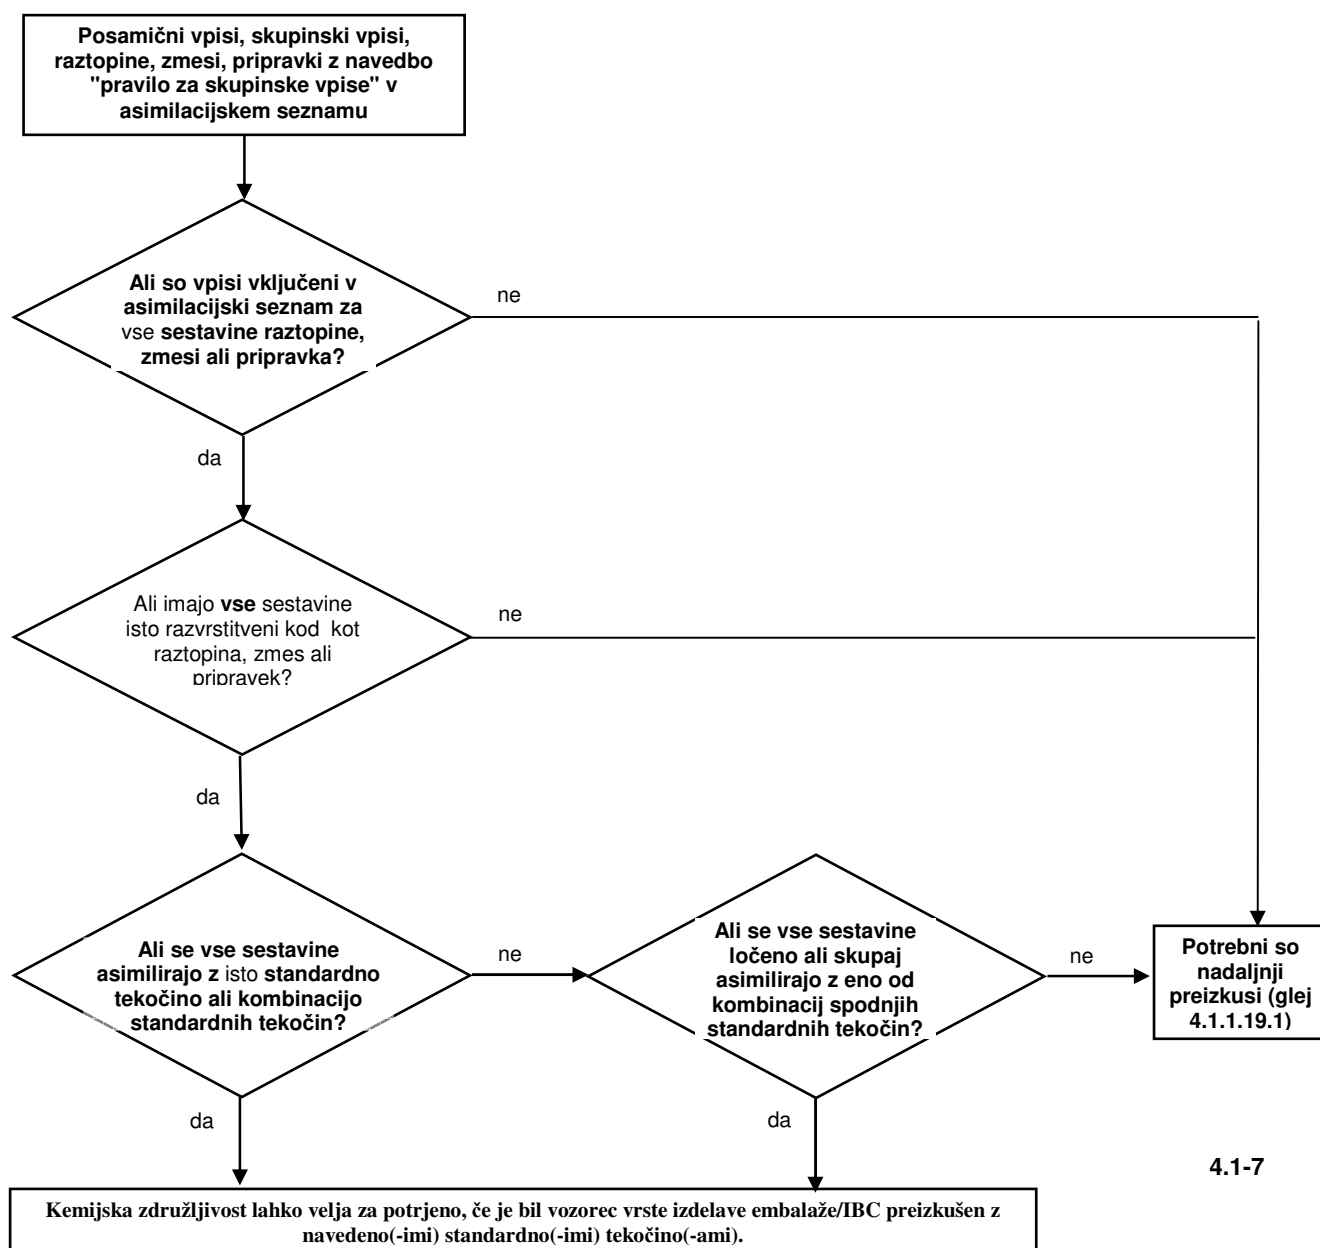 Posamični vpisi, skupinski vpisi,
raztopine, zmesi, pripravki z navedbo
"pravilo za skupinske vpise" v
asimilacijskem seznamu
Ali so vpisi vključeni v
asimilacijski seznam za
vse sestavine raztopine,
zmesi ali pripravka?
ne
da
Ali imajo vse sestavine
isto razvrstitveni kod kot
raztopina, zmes ali
pripravek?
ne
da
Ali se vse sestavine
asimilirajo z isto standardno
tekočino ali kombinacijo
standardnih tekočin?
ne
Ali se vse sestavine
ločeno ali skupaj
asimilirajo z eno od
kombinacij spodnjih
standardnih tekočin?
ne
Potrebni so
nadaljnji
preizkusi (glej
4.1.1.19.1)
da
da
4.1-7
Kemijska združljivost lahko velja za potrjeno, če je bil vozorec vrste izdelave embalaže/IBC preizkušen z
navedeno(-imi) standardno(-imi) tekočino(-ami).